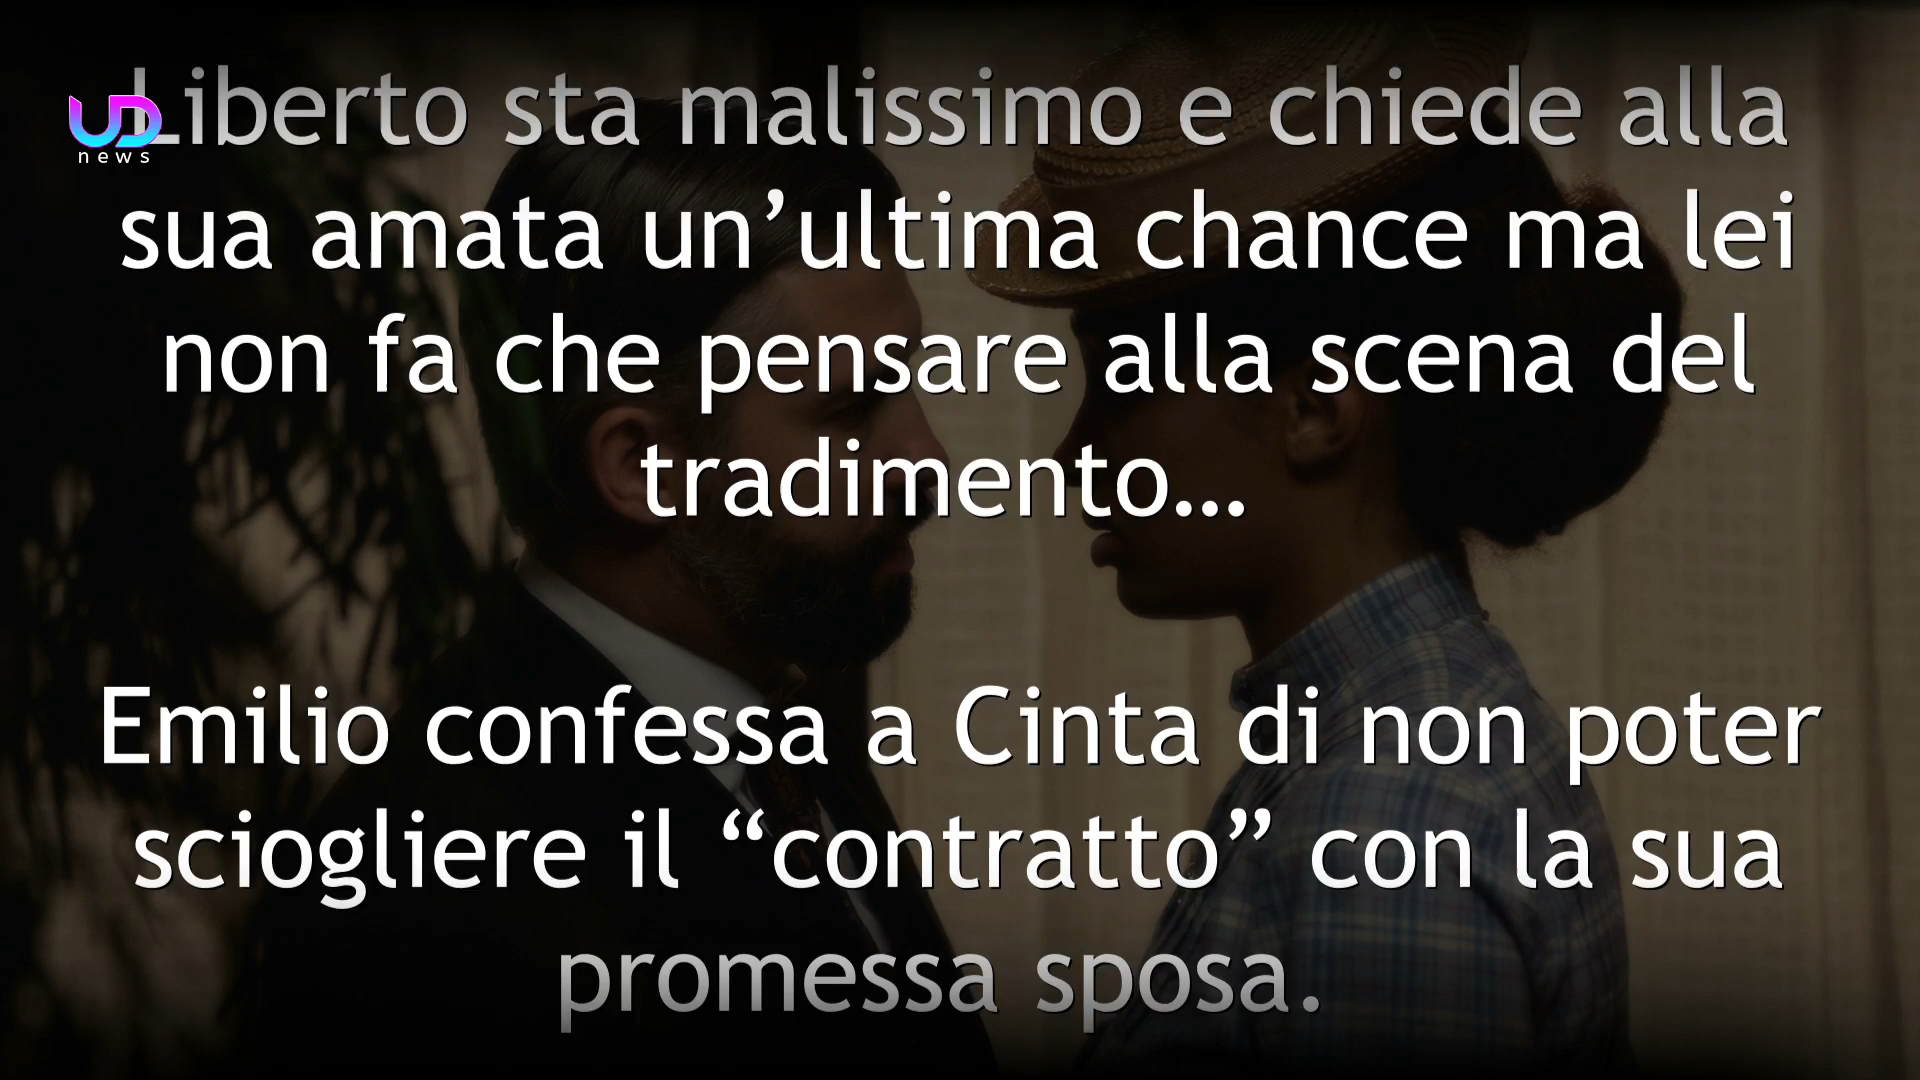 Liberto sta malissimo e chiede alla
UD
news
sua amata un’ultima chance ma lei
non fa che pensare alla scena del
tradimento...
Emilio confessa a Cinta di non poter
sciogliere il “contratto” con la sua
promessa sposa.